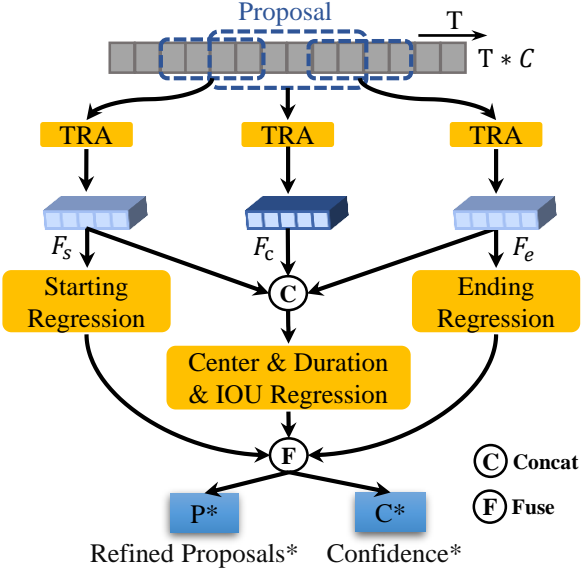 Proposal
T
T * C
TRA
TRA
TRA
F_s
F_c
F_e
Starting
Regression
C
Ending
Regression
Center & Duration
& IOU Regression
F
C Concat
F Fuse
P*
C*
Refined Proposals*
Confidence*